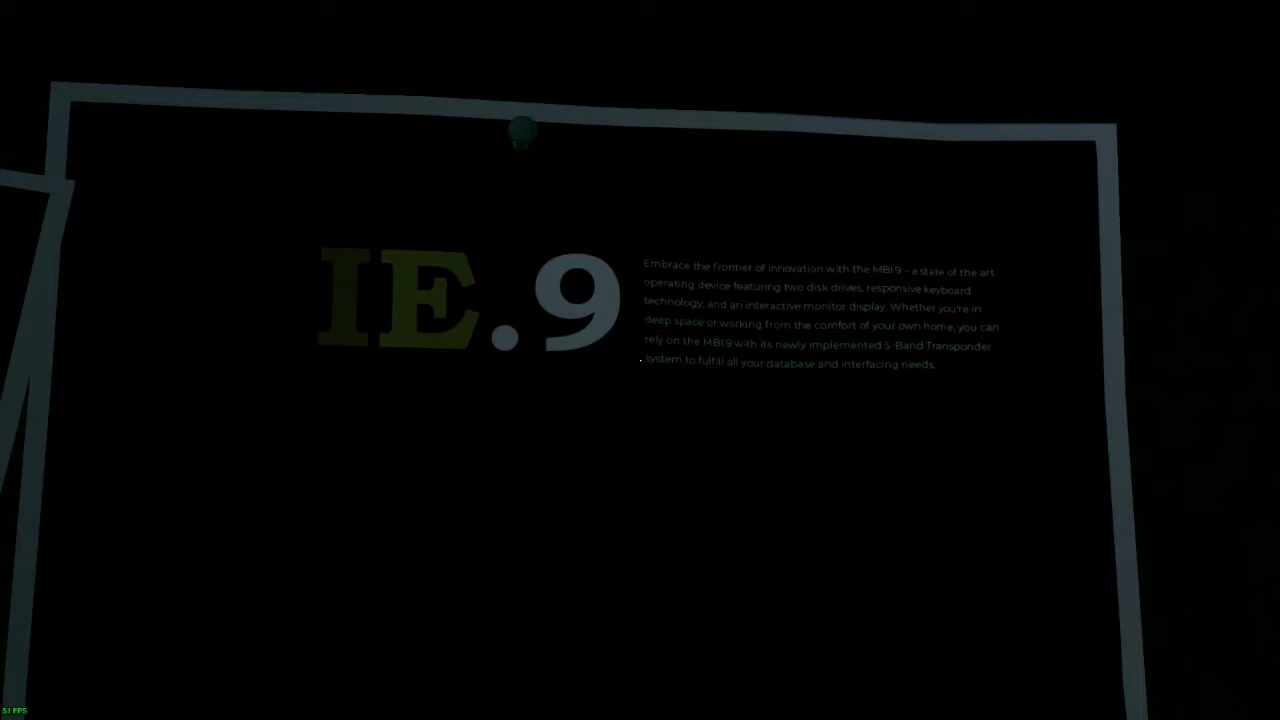 IE.9
Embrace the frontier of innovation with the MB1.9 – a state of the art
operating device featuring two disk drives, responsive keyboard
technology, and an interactive monitor display. Whether you're in
deep space or working from the comfort of your own home, you can
rely on the MB1.9 with its newly implemented S-Band Transponder
system to fulfill all your database and interfacing needs.
51 FPS